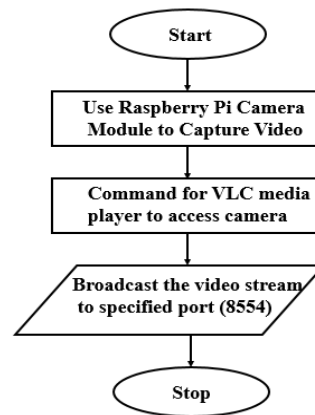 Start
Use Raspberry Pi Camera
Module to Capture Video
Command for VLC media
player to access camera
Broadcast the video stream
to specified port (8554)
Stop